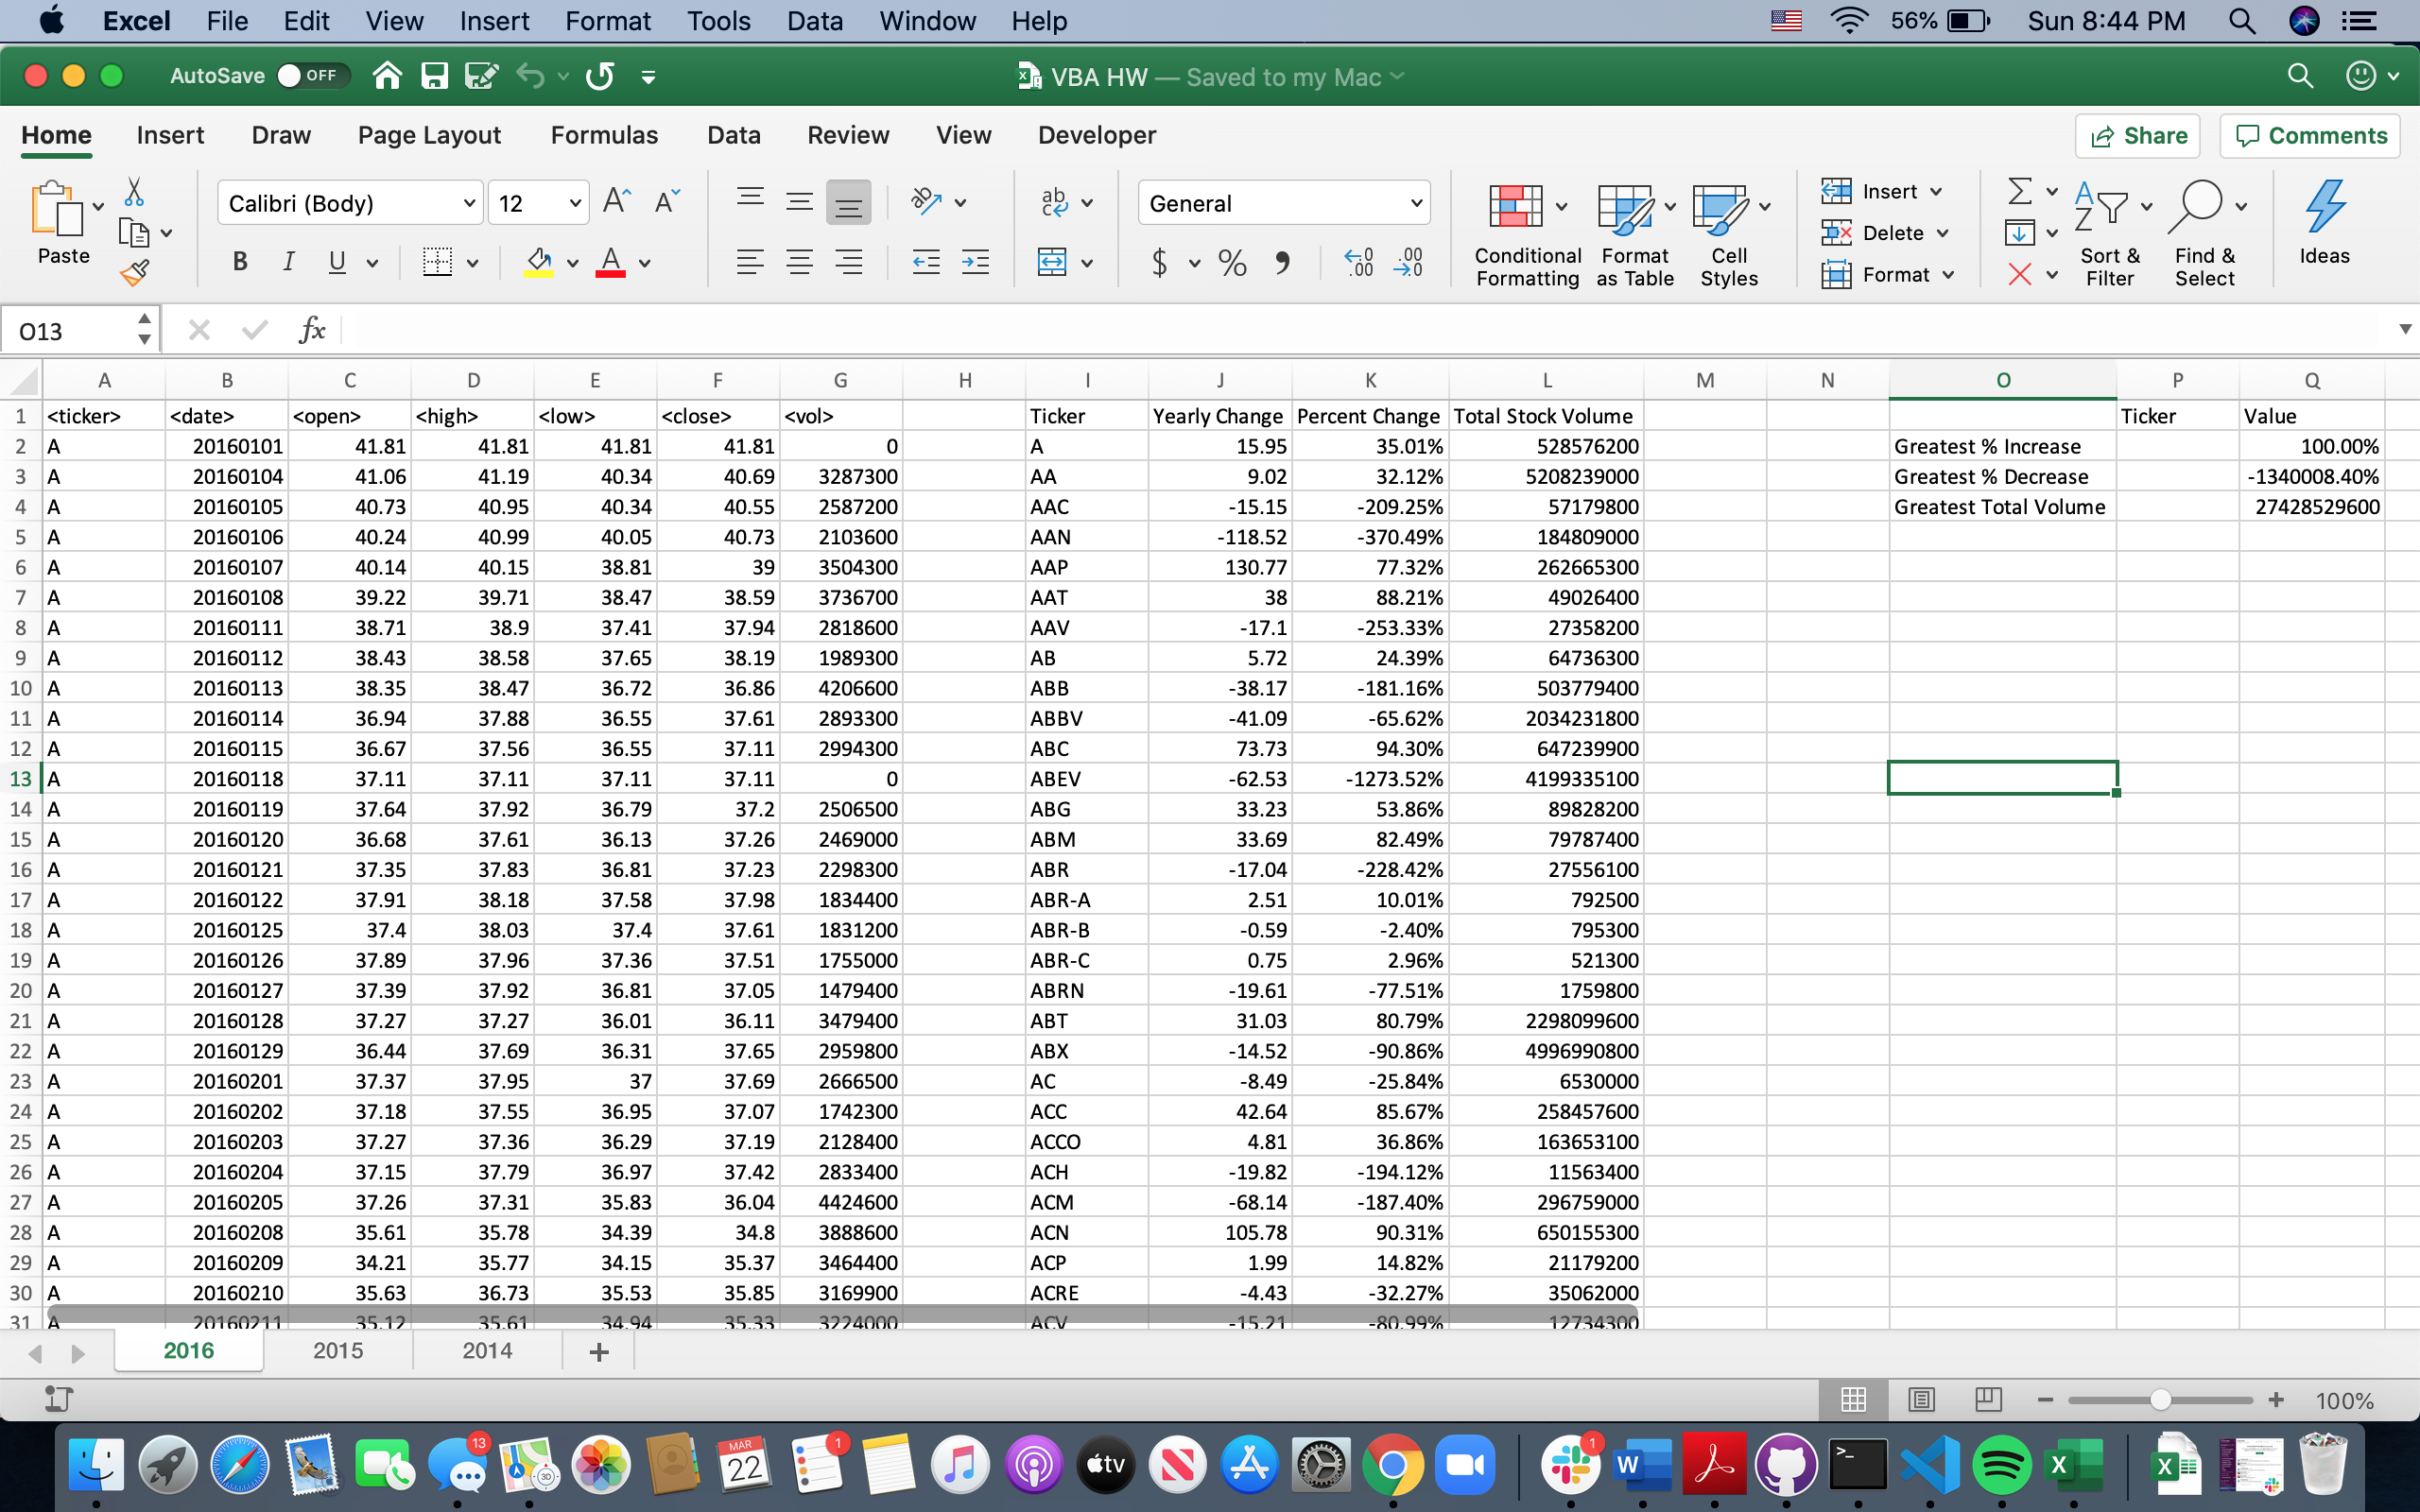 Excel File Edit View Insert Format Tools Data Window Help 56% Sun 8:44 PM
AutoSave OFF VBA HW — Saved to my Mac
Home Insert Draw Page Layout Formulas Data Review View Developer Share Comments
Paste Calibri (Body) 12 A A ab General Insert
B I U A $ % , Conditional Formatting Format as Table Cell Styles Delete Format Sort & Filter Find & Select Ideas
O13 fx
A B C D E F G H I J K L M N O P Q
1 <ticker> <date> <open> <high> <low> <close> <vol> Ticker Yearly Change Percent Change Total Stock Volume Ticker Value
2 A 20160101 41.81 41.81 41.81 41.81 0 A 15.95 35.01% 528576200 Greatest % Increase 100.00%
3 A 20160104 41.06 41.19 40.34 40.69 3287300 AA 9.02 32.12% 5208239000 Greatest % Decrease -1340008.40%
4 A 20160105 40.73 40.95 40.34 40.55 2587200 AAC -15.15 -209.25% 57179800 Greatest Total Volume 27428529600
5 A 20160106 40.24 40.99 40.05 40.73 2103600 AAN -118.52 -370.49% 184809000
6 A 20160107 40.14 40.15 38.81 39 3504300 AAP 130.77 77.32% 262665300
7 A 20160108 39.22 39.71 38.47 38.59 3736700 AAT 38 88.21% 49026400
8 A 20160111 38.71 38.9 37.41 37.94 2818600 AAV -17.1 -253.33% 27358200
9 A 20160112 38.43 38.58 37.65 38.19 1989300 AB 5.72 24.39% 64736300
10 A 20160113 38.35 38.47 36.72 36.86 4206600 ABB -38.17 -181.16% 503779400
11 A 20160114 36.94 37.88 36.55 37.61 2893300 ABBV -41.09 -65.62% 2034231800
12 A 20160115 36.67 37.56 36.55 37.11 2994300 ABC 73.73 94.30% 647239900
13 A 20160118 37.11 37.11 37.11 37.11 0 ABEV -62.53 -1273.52% 4199335100
14 A 20160119 37.64 37.92 36.79 37.2 2506500 ABG 33.23 53.86% 89828200
15 A 20160120 36.68 37.61 36.13 37.26 2469000 ABM 33.69 82.49% 79787400
16 A 20160121 37.35 37.83 36.81 37.23 2298300 ABR -17.04 -228.42% 27556100
17 A 20160122 37.91 38.18 37.58 37.98 1834400 ABR-A 2.51 10.01% 792500
18 A 20160125 37.4 38.03 37.4 37.61 1831200 ABR-B -0.59 -2.40% 795300
19 A 20160126 37.89 37.96 37.36 37.51 1755000 ABR-C 0.75 2.96% 521300
20 A 20160127 37.39 37.92 36.81 37.05 1479400 ABRN -19.61 -77.51% 1759800
21 A 20160128 37.27 37.27 36.01 36.11 3479400 ABT 31.03 80.79% 2298099600
22 A 20160129 36.44 37.69 36.31 37.65 2959800 ABX -14.52 -90.86% 4996990800
23 A 20160201 37.37 37.95 37 37.69 2666500 AC -8.49 -25.84% 6530000
24 A 20160202 37.18 37.55 36.95 37.07 1742300 ACC 42.64 85.67% 258457600
25 A 20160203 37.27 37.36 36.29 37.19 2128400 ACCO 4.81 36.86% 163653100
26 A 20160204 37.15 37.79 36.97 37.42 2833400 ACH -19.82 -194.12% 11563400
27 A 20160205 37.26 37.31 35.83 36.04 4424600 ACM -68.14 -187.40% 296759000
28 A 20160208 35.61 35.78 34.39 34.8 3888600 ACN 105.78 90.31% 650155300
29 A 20160209 34.21 35.77 34.15 35.37 3464400 ACP 1.99 14.82% 21179200
30 A 20160210 35.63 36.73 35.53 35.85 3169900 ACRE -4.43 -32.27% 35062000
31 A 20160211 35.12 35.61 34.94 35.33 3224000 ACV -15.21 -80.99% 12734300
2016 2015 2014 +
100%
13 3D MAR 22 1 tv 1 W X X